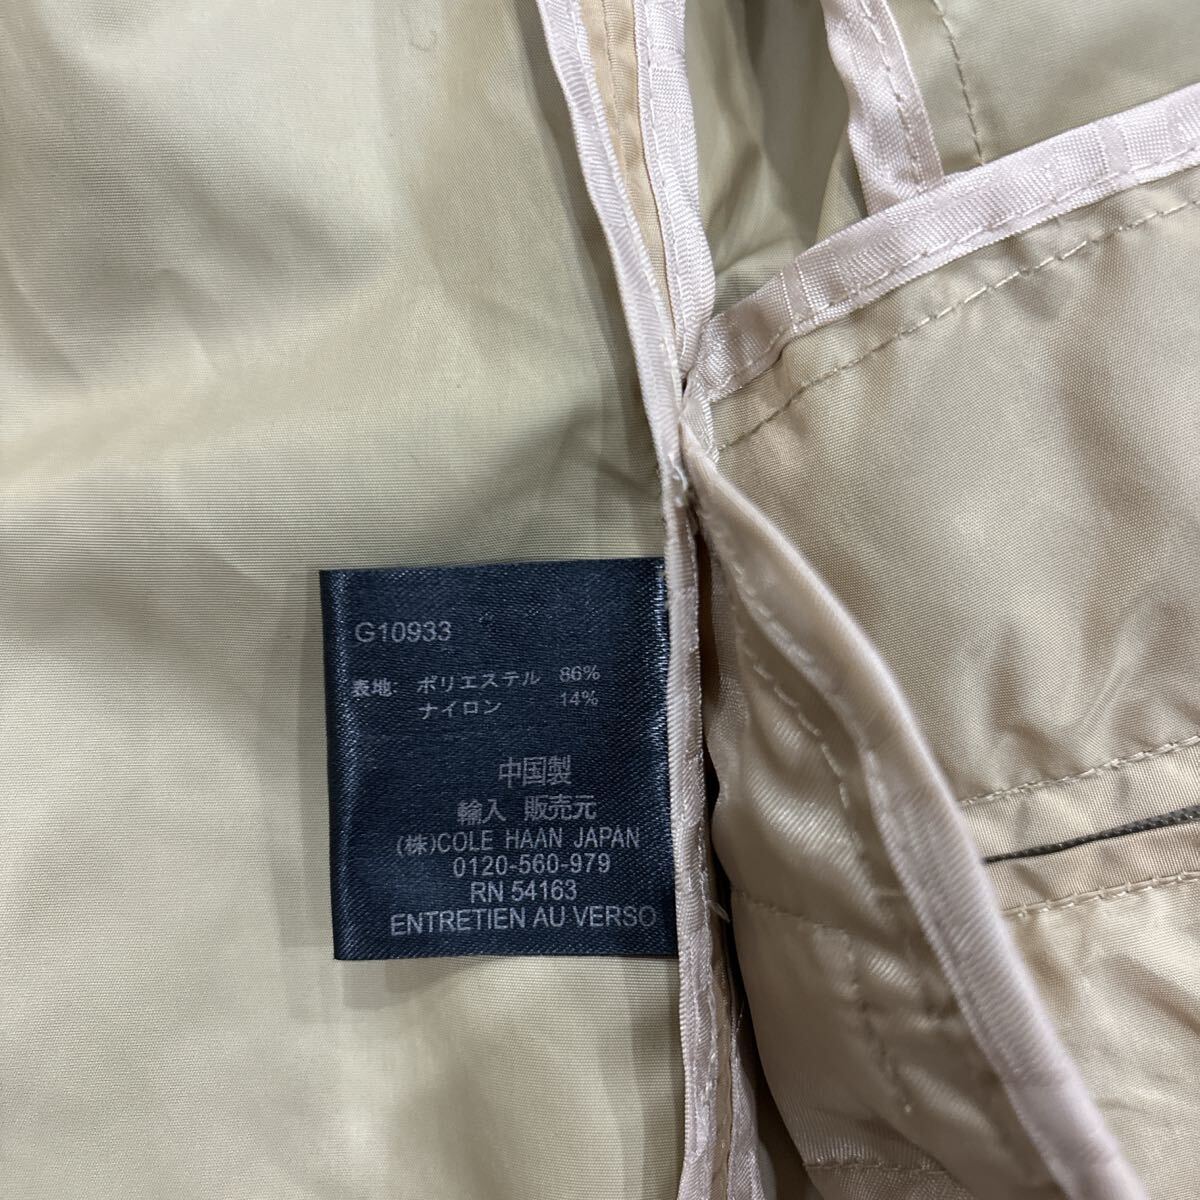 G10933
表地: ポリエステル 86%
ナイロン 14%
中国製
輸入 販売元
(株)COLE HAAN JAPAN
0120-560-979
RN 54163
ENTRETIEN AU VERSO